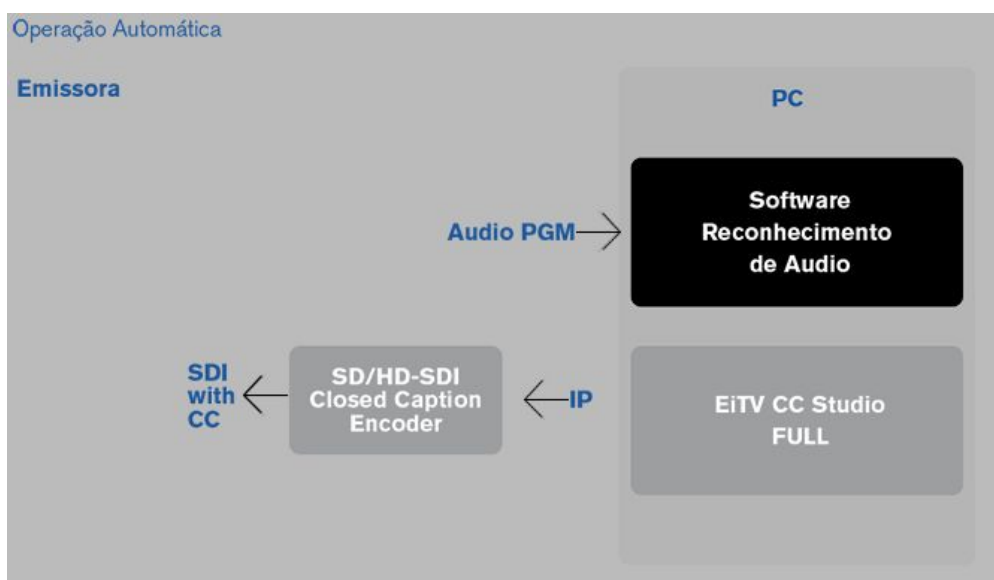 Operação Automática
Emissora
PC
Software
Reconhecimento
de Audio
Audio PGM
SDI
with
CC
SD/HD-SDI
Closed Caption
Encoder
IP
EiTV CC Studio
FULL